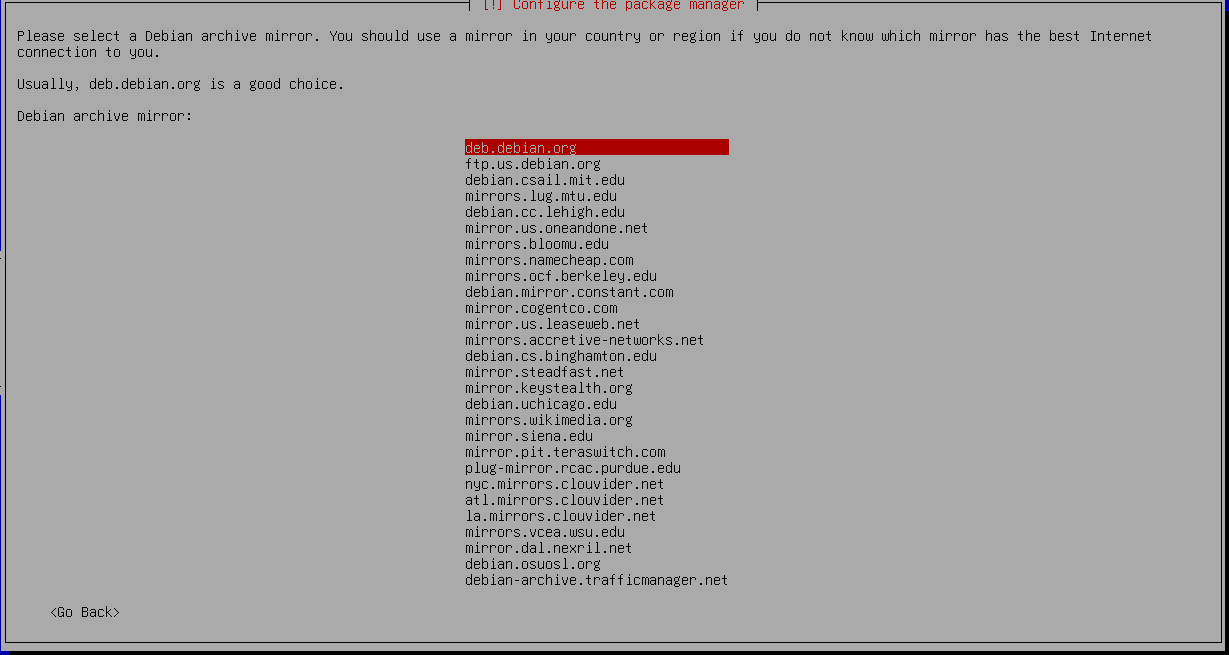 [!] Configure the package manager
Please select a Debian archive mirror. You should use a mirror in your country or region if you do not know which mirror has the best Internet
connection to you.
Usually, deb.debian.org is a good choice.
Debian archive mirror:
deb.debian.org
ftp.us.debian.org
debian.csail.mit.edu
mirrors.lug.mtu.edu
debian.cc.lehigh.edu
mirror.us.oneandone.net
mirrors.bloomu.edu
mirrors.namecheap.com
mirrors.ocf.berkeley.edu
debian.mirror.constant.com
mirror.cogentco.com
mirror.us.leaseweb.net
mirrors.accretive-networks.net
debian.cs.binghamton.edu
mirror.steadfast.net
mirror.keystealth.org
debian.uchicago.edu
mirrors.wikimedia.org
mirror.siena.edu
mirror.pit.teraswitch.com
plug-mirror.rcac.purdue.edu
nyc.mirrors.clouvider.net
atl.mirrors.clouvider.net
la.mirrors.clouvider.net
mirrors.vcea.wsu.edu
mirror.dal.nexril.net
debian.osuosl.org
debian-archive.trafficmanager.net
<Go Back>